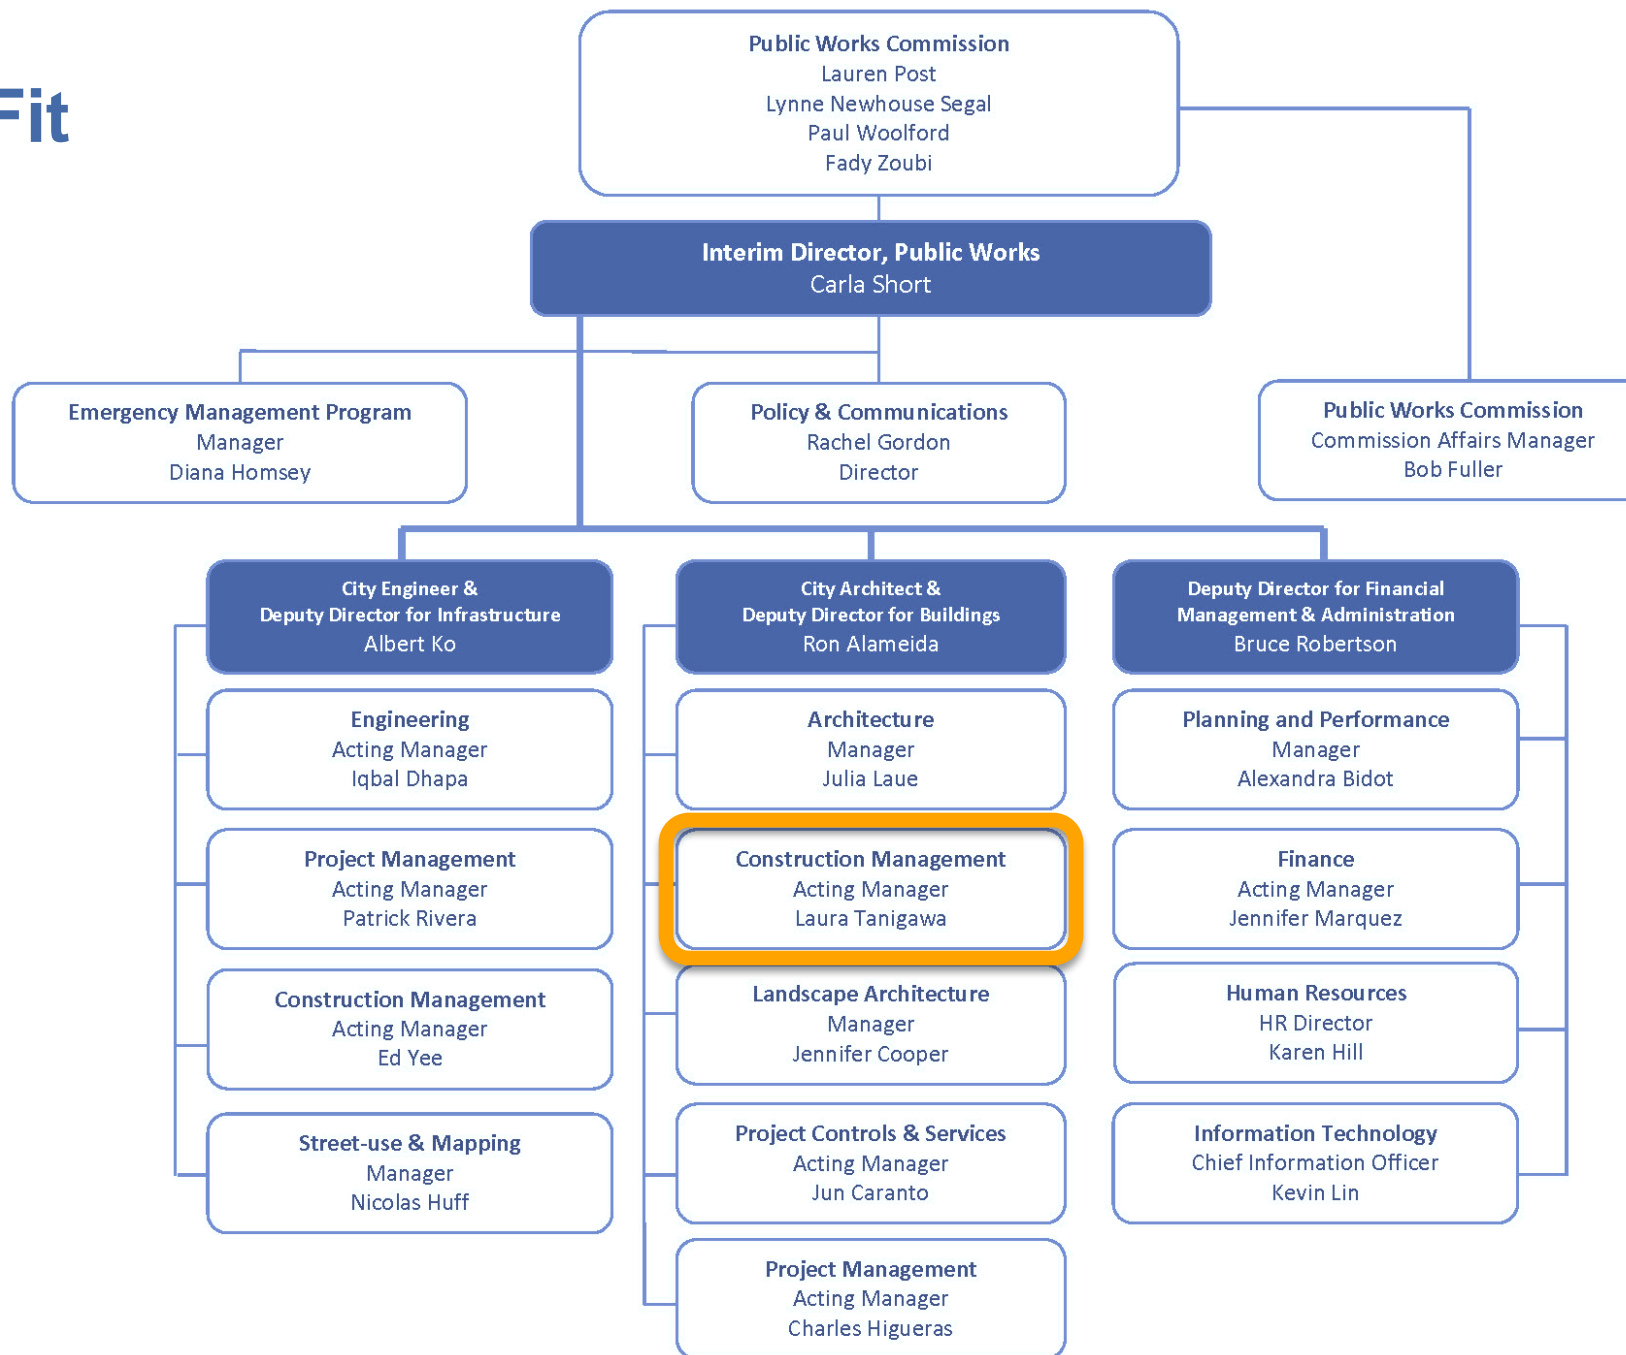 Fit
Public Works Commission
Lauren Post
Lynne Newhouse Segal
Paul Woolford
Fady Zoubi
Interim Director, Public Works
Carla Short
Emergency Management Program
Manager
Diana Homsey
Policy & Communications
Rachel Gordon
Director
Public Works Commission
Commission Affairs Manager
Bob Fuller
City Engineer &
Deputy Director for Infrastructure
Albert Ko
Engineering
Acting Manager
Iqbal Dhapa
Project Management
Acting Manager
Patrick Rivera
Construction Management
Acting Manager
Ed Yee
Street-use & Mapping
Manager
Nicolas Huff
City Architect &
Deputy Director for Buildings
Ron Alameida
Architecture
Manager
Julia Laue
Construction Management
Acting Manager
Laura Tanigawa
Landscape Architecture
Manager
Jennifer Cooper
Project Controls & Services
Acting Manager
Jun Caranto
Project Management
Acting Manager
Charles Higueras
Deputy Director for Financial
Management & Administration
Bruce Robertson
Planning and Performance
Manager
Alexandra Bidot
Finance
Acting Manager
Jennifer Marquez
Human Resources
HR Director
Karen Hill
Information Technology
Chief Information Officer
Kevin Lin